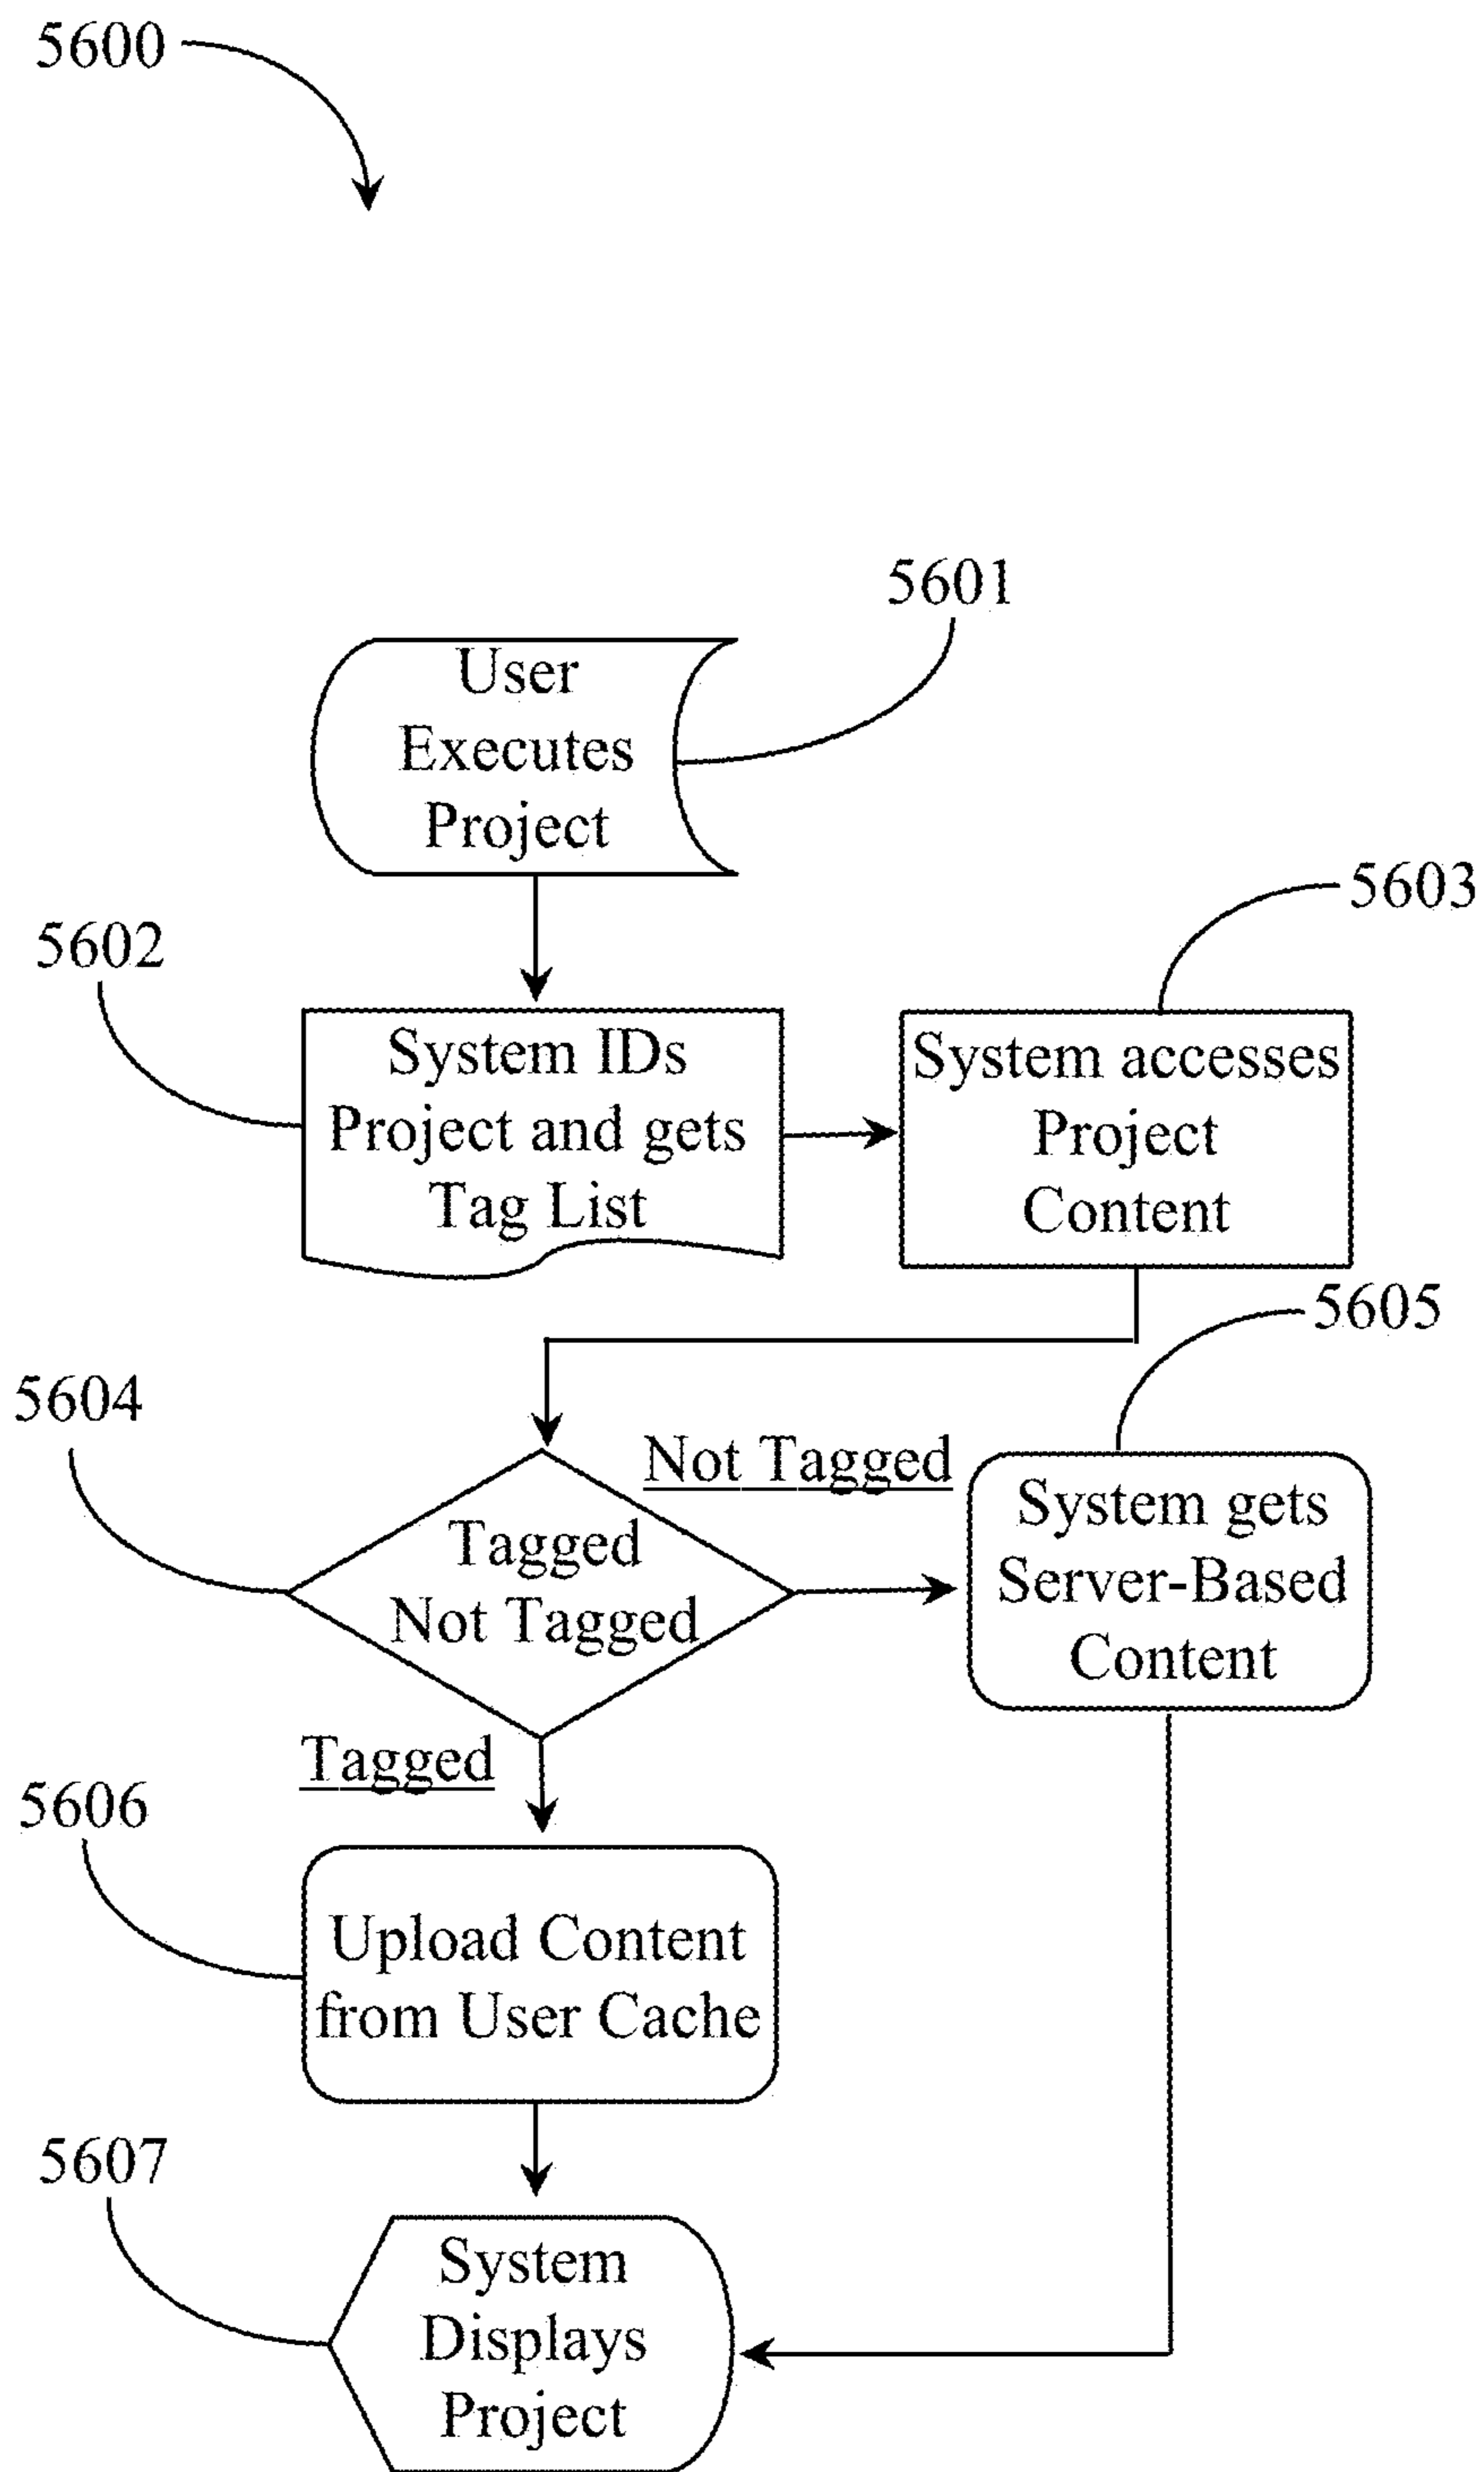 5600
5601
User
Executes
Project
5602
System IDs
Project and gets
Tag List
5603
System accesses
Project
Content
5604
Tagged
Not Tagged
Not Tagged
5605
System gets
Server-Based
Content
Tagged
5606
Upload Content
from User Cache
5607
System
Displays
Project